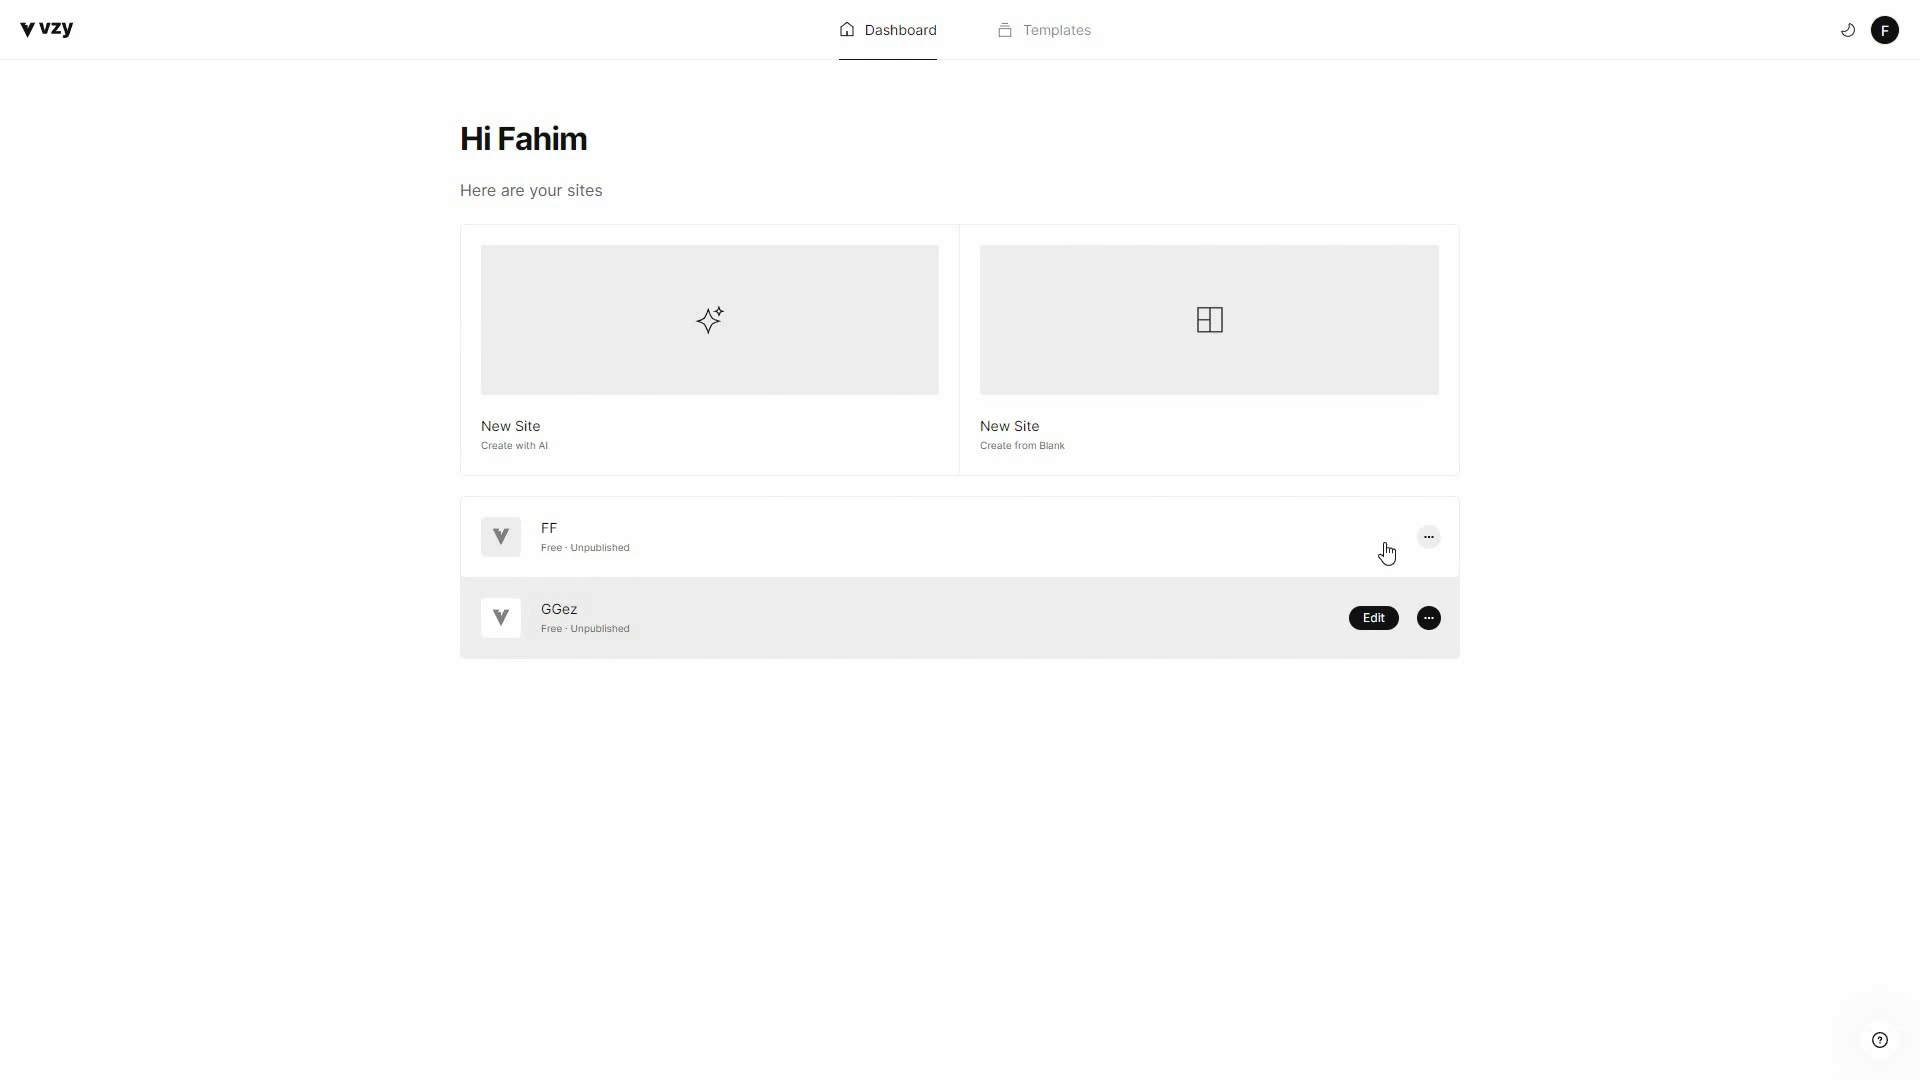 vzy
Dashboard
Templates
F
Hi Fahim
Here are your sites
New Site
Create with AI
New Site
Create from Blank
FF
Free · Unpublished
GGez
Free · Unpublished
Edit